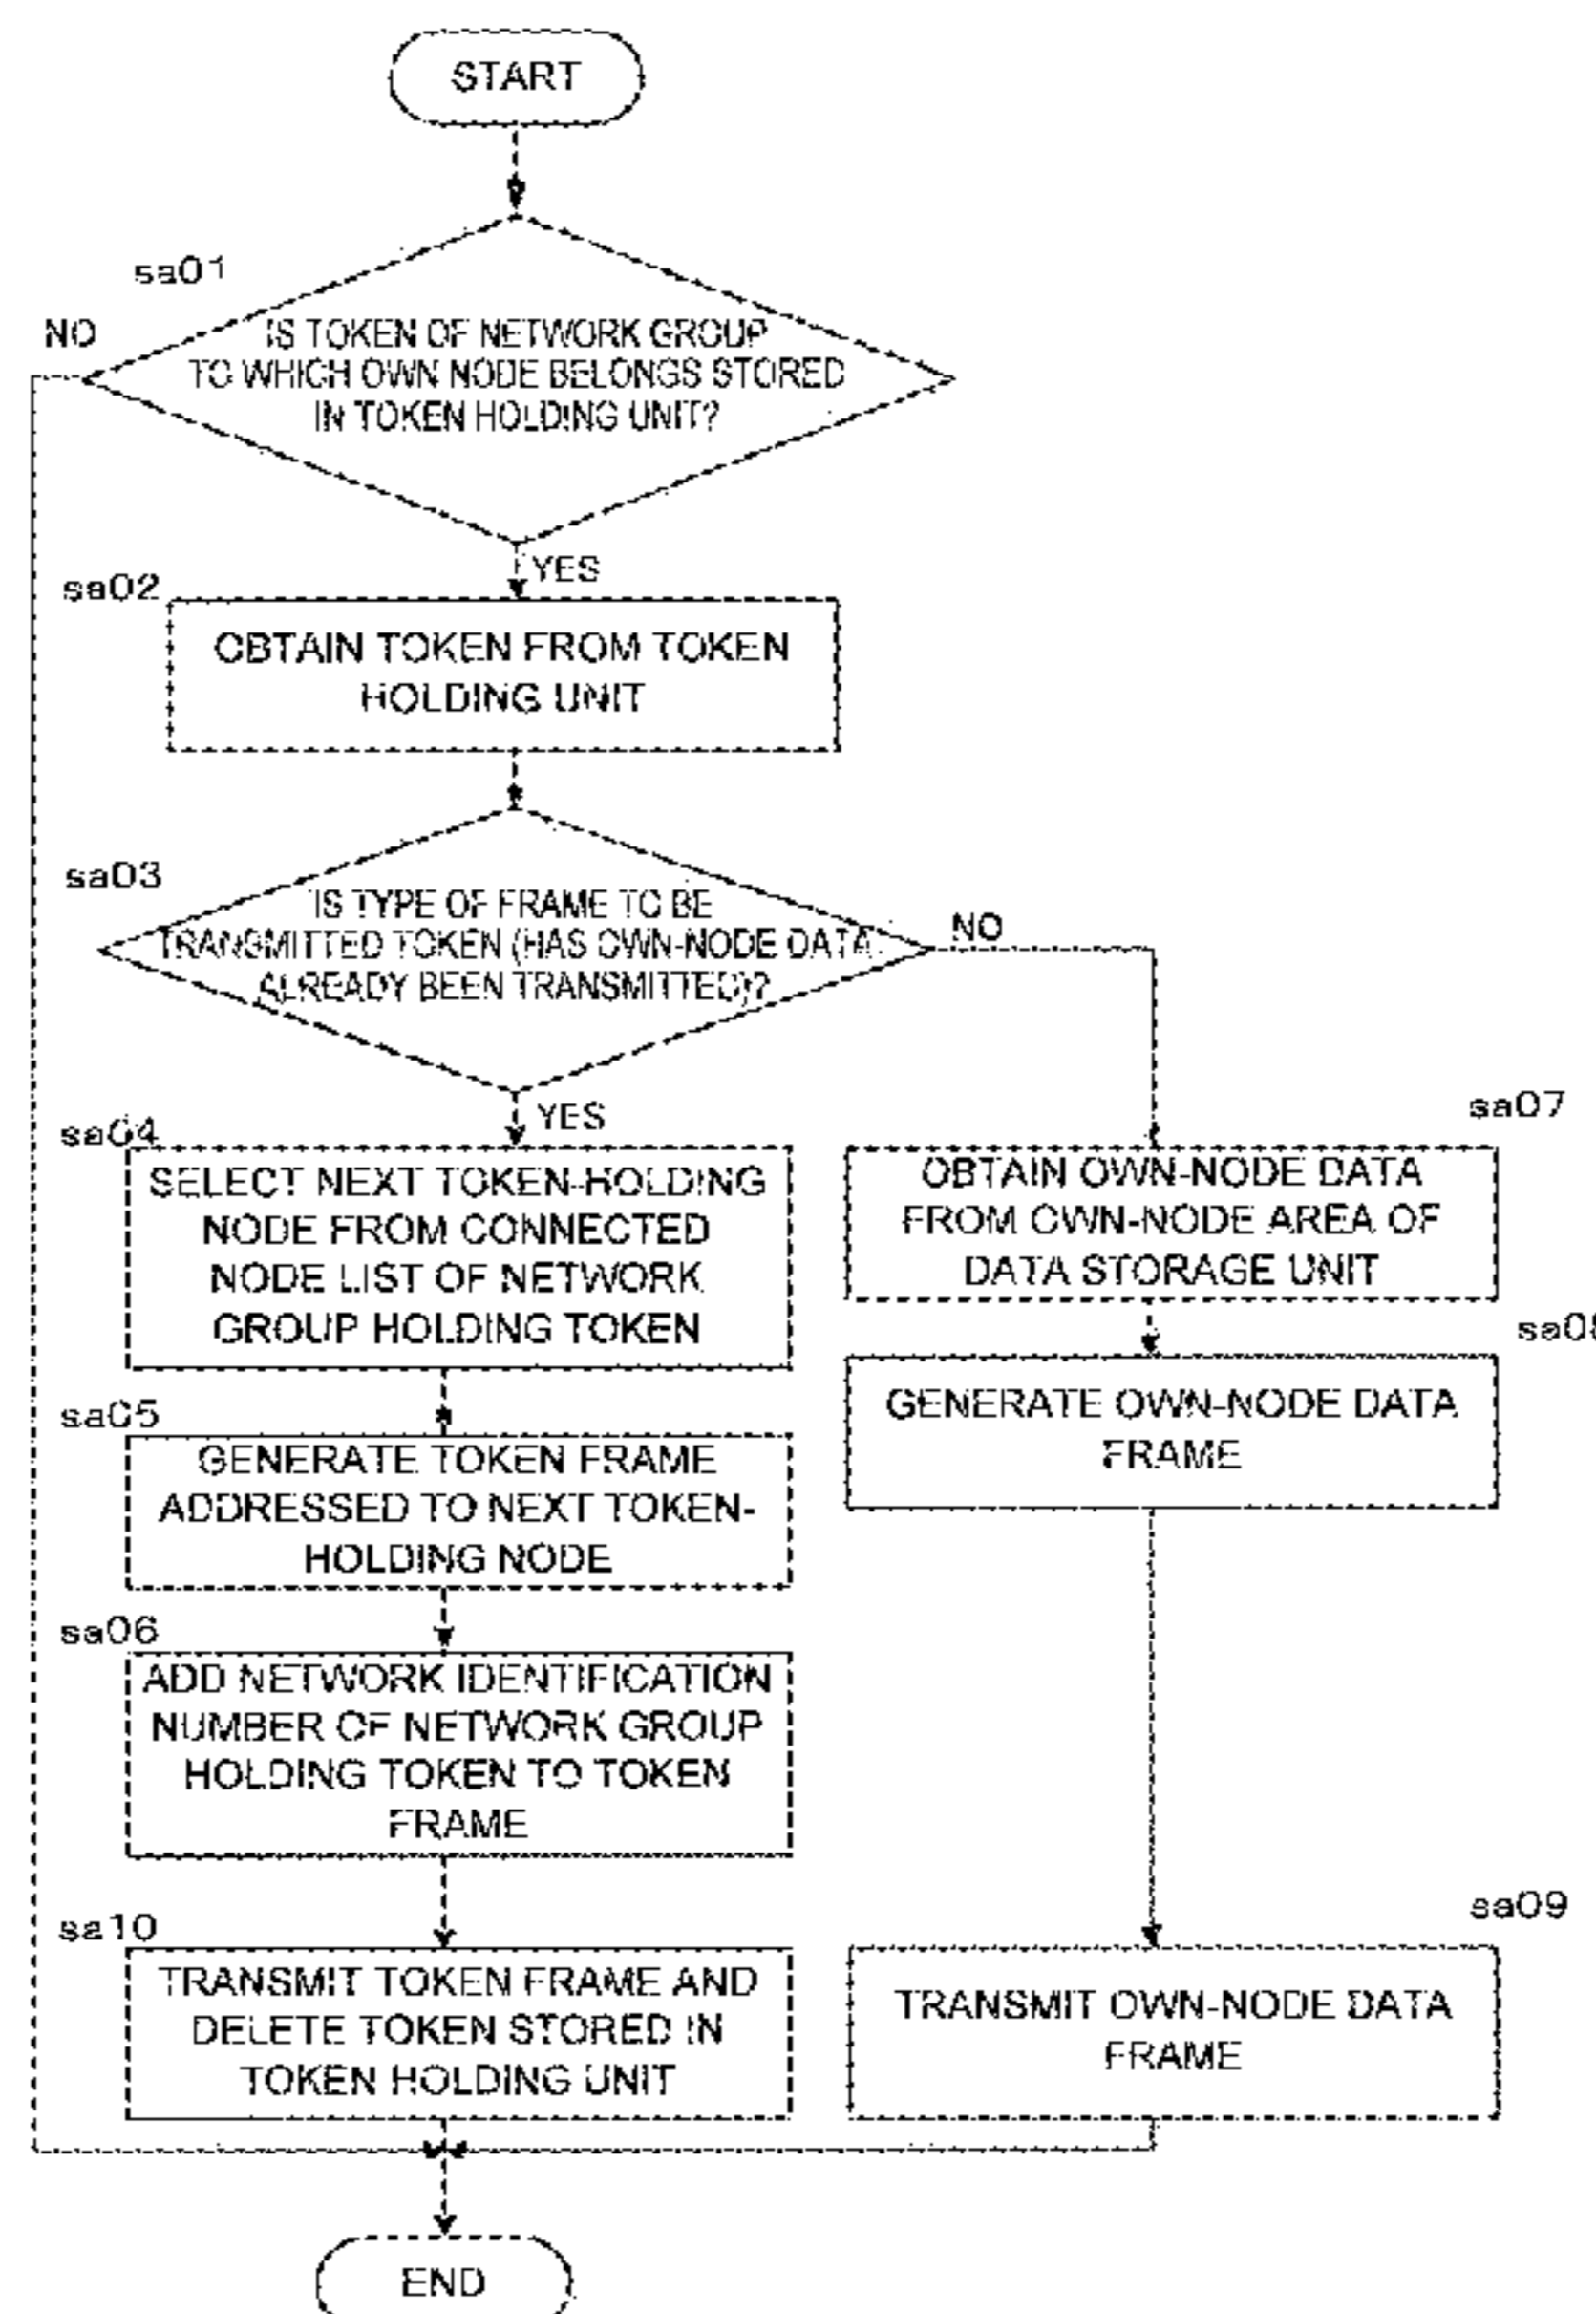 START
sa01
NO
IS TOKEN OF NETWORK GROUP
TO WHICH OWN NODE BELONGS STORED
IN TOKEN HOLDING UNIT?
YES
sa02
OBTAIN TOKEN FROM TOKEN
HOLDING UNIT
sa03
IS TYPE OF FRAME TO BE
TRANSMITTED TOKEN (HAS OWN-NODE DATA
ALREADY BEEN TRANSMITTED)?
NO
YES
sa04
SELECT NEXT TOKEN-HOLDING
NODE FROM CONNECTED
NODE LIST OF NETWORK
GROUP HOLDING TOKEN
sa05
GENERATE TOKEN FRAME
ADDRESSED TO NEXT TOKEN-
HOLDING NODE
sa06
ADD NETWORK IDENTIFICATION
NUMBER OF NETWORK GROUP
HOLDING TOKEN TO TOKEN
FRAME
sa10
TRANSMIT TOKEN FRAME AND
DELETE TOKEN STORED IN
TOKEN HOLDING UNIT
sa07
OBTAIN OWN-NODE DATA
FROM OWN-NODE AREA OF
DATA STORAGE UNIT
sa08
GENERATE OWN-NODE DATA
FRAME
sa09
TRANSMIT OWN-NODE DATA
FRAME
END